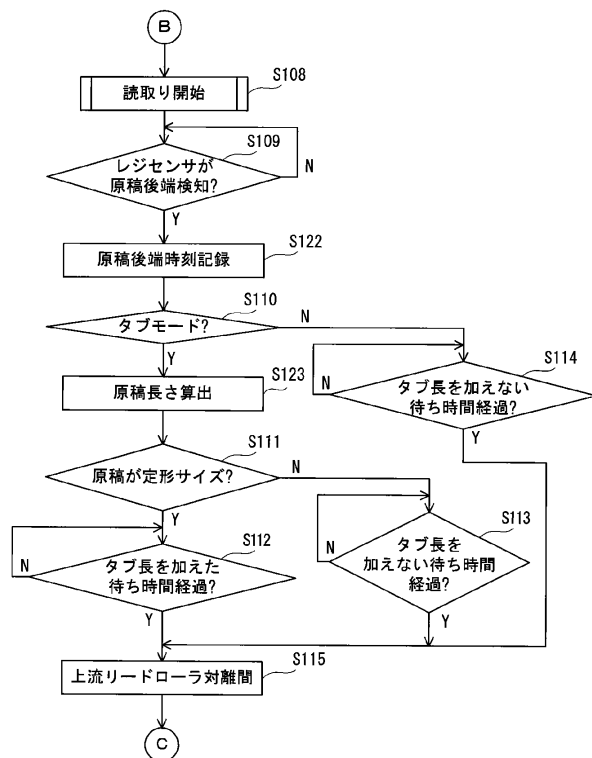 B
S108
読取り開始
S109
レジセンサが
原稿後端検知?
N
Y
S122
原稿後端時刻記録
S110
タブモード?
N
Y
S123
原稿長さ算出
S114
タブ長を加えない
待ち時間経過?
N
Y
S111
原稿が定形サイズ?
N
Y
S112
タブ長を加えた
待ち時間経過?
N
Y
S113
タブ長を
加えない待ち時間
経過?
N
Y
S115
上流リードローラ対離間
C